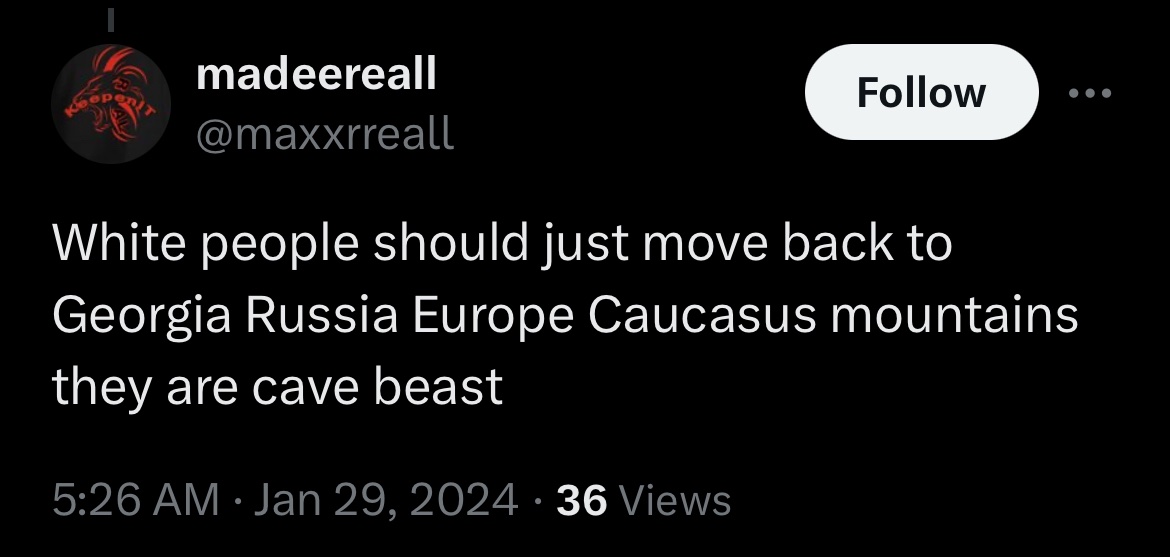 KeepenIT
madeereall
@maxxrreall
Follow
White people should just move back to
Georgia Russia Europe Caucasus mountains
they are cave beast
5:26 AM · Jan 29, 2024 · 36 Views